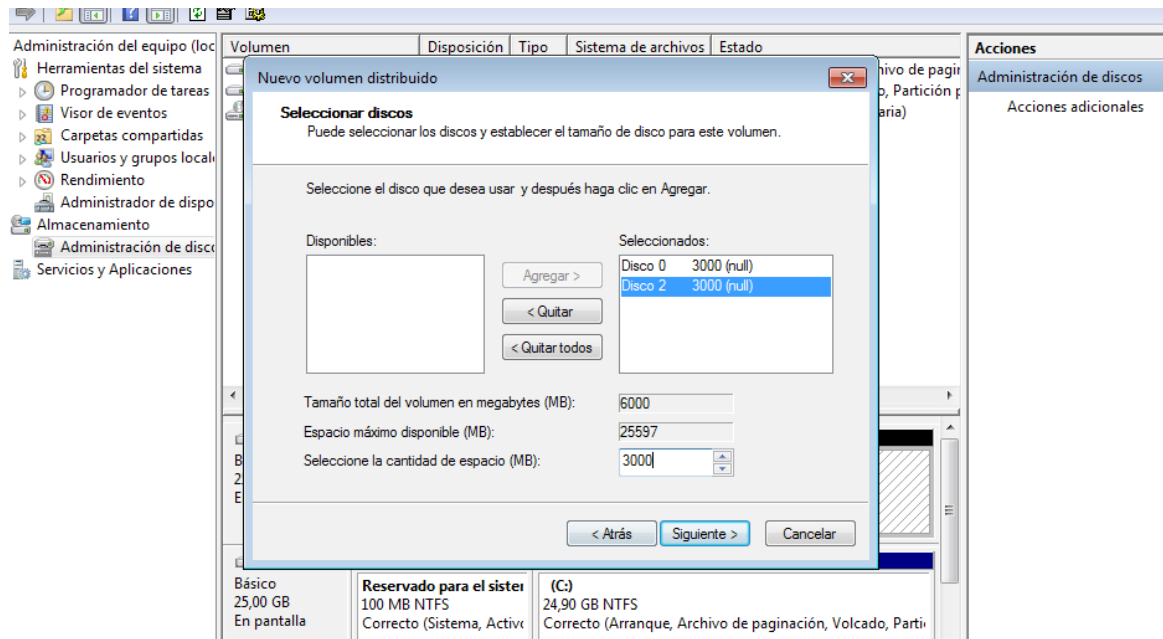 Administración del equipo (loc
Herramientas del sistema
Programador de tareas
Visor de eventos
Carpetas compartidas
Usuarios y grupos locale
Rendimiento
Administrador de dispo
Almacenamiento
Administración de disco
Servicios y Aplicaciones
Volumen Disposición Tipo Sistema de archivos Estado
hivo de pagin
o, Partición p
aria)
Nuevo volumen distribuido
Seleccionar discos
Puede seleccionar los discos y establecer el tamaño de disco para este volumen.
Seleccione el disco que desea usar y después haga clic en Agregar.
Disponibles:
Seleccionados:
Agregar >
< Quitar
< Quitar todos
Disco 0 3000 (null)
Disco 2 3000 (null)
Tamaño total del volumen en megabytes (MB): 6000
Espacio máximo disponible (MB): 25597
Seleccione la cantidad de espacio (MB): 3000
< Atrás Siguiente > Cancelar
B
2
E
Básico
25,00 GB
En pantalla
Reservado para el sister
100 MB NTFS
Correcto (Sistema, Activo
(C:)
24,90 GB NTFS
Correcto (Arranque, Archivo de paginación, Volcado, Parti
Acciones
Administración de discos
Acciones adicionales